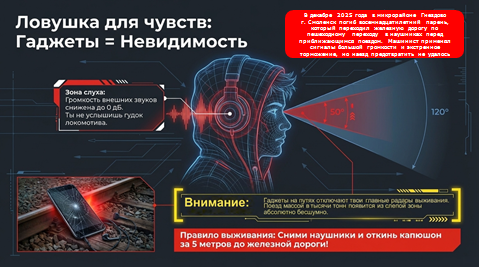 Ловушка для чувств:
Гаджеты = Невидимость
В декабре 2025 года в микрорайоне Гнездово
г. Смоленск погиб восемнадцатилетний парень,
который переходил железную дорогу по
пешеходному переходу в наушниках перед
приближающимся поездом. Машинист применил
сигналы большой громкости и экстренное
торможение, но наезд предотвратить не удалось
Зона слуха:
Громкость внешних звуков
снижена до 0 дБ.
Ты не услышишь гудок
локомотива.
120°
Внимание:
Гаджеты на путях отключают твои главные радары выживания.
Поезд массой в тысячи тонн появится из слепой зоны
абсолютно бесшумно.
Правило выживания: Сними наушники и откинь капюшон
за 5 метров до железной дороги!